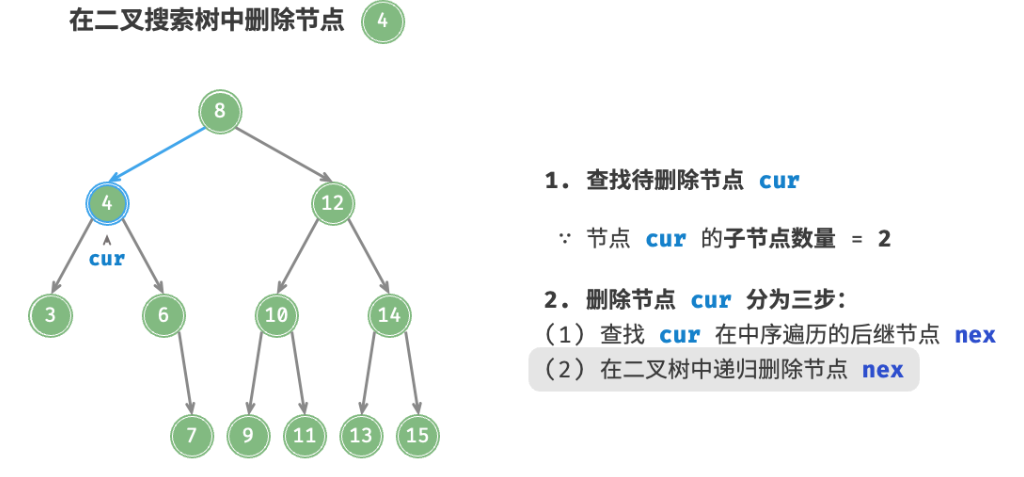 在二叉搜索树中删除节点 4
8
4 12
cur
3 6 10 14
7 9 11 13 15
1. 查找待删除节点 cur
∵ 节点 cur 的子节点数量 = 2
2. 删除节点 cur 分为三步：
(1) 查找 cur 在中序遍历的后继节点 nex
(2) 在二叉树中递归删除节点 nex